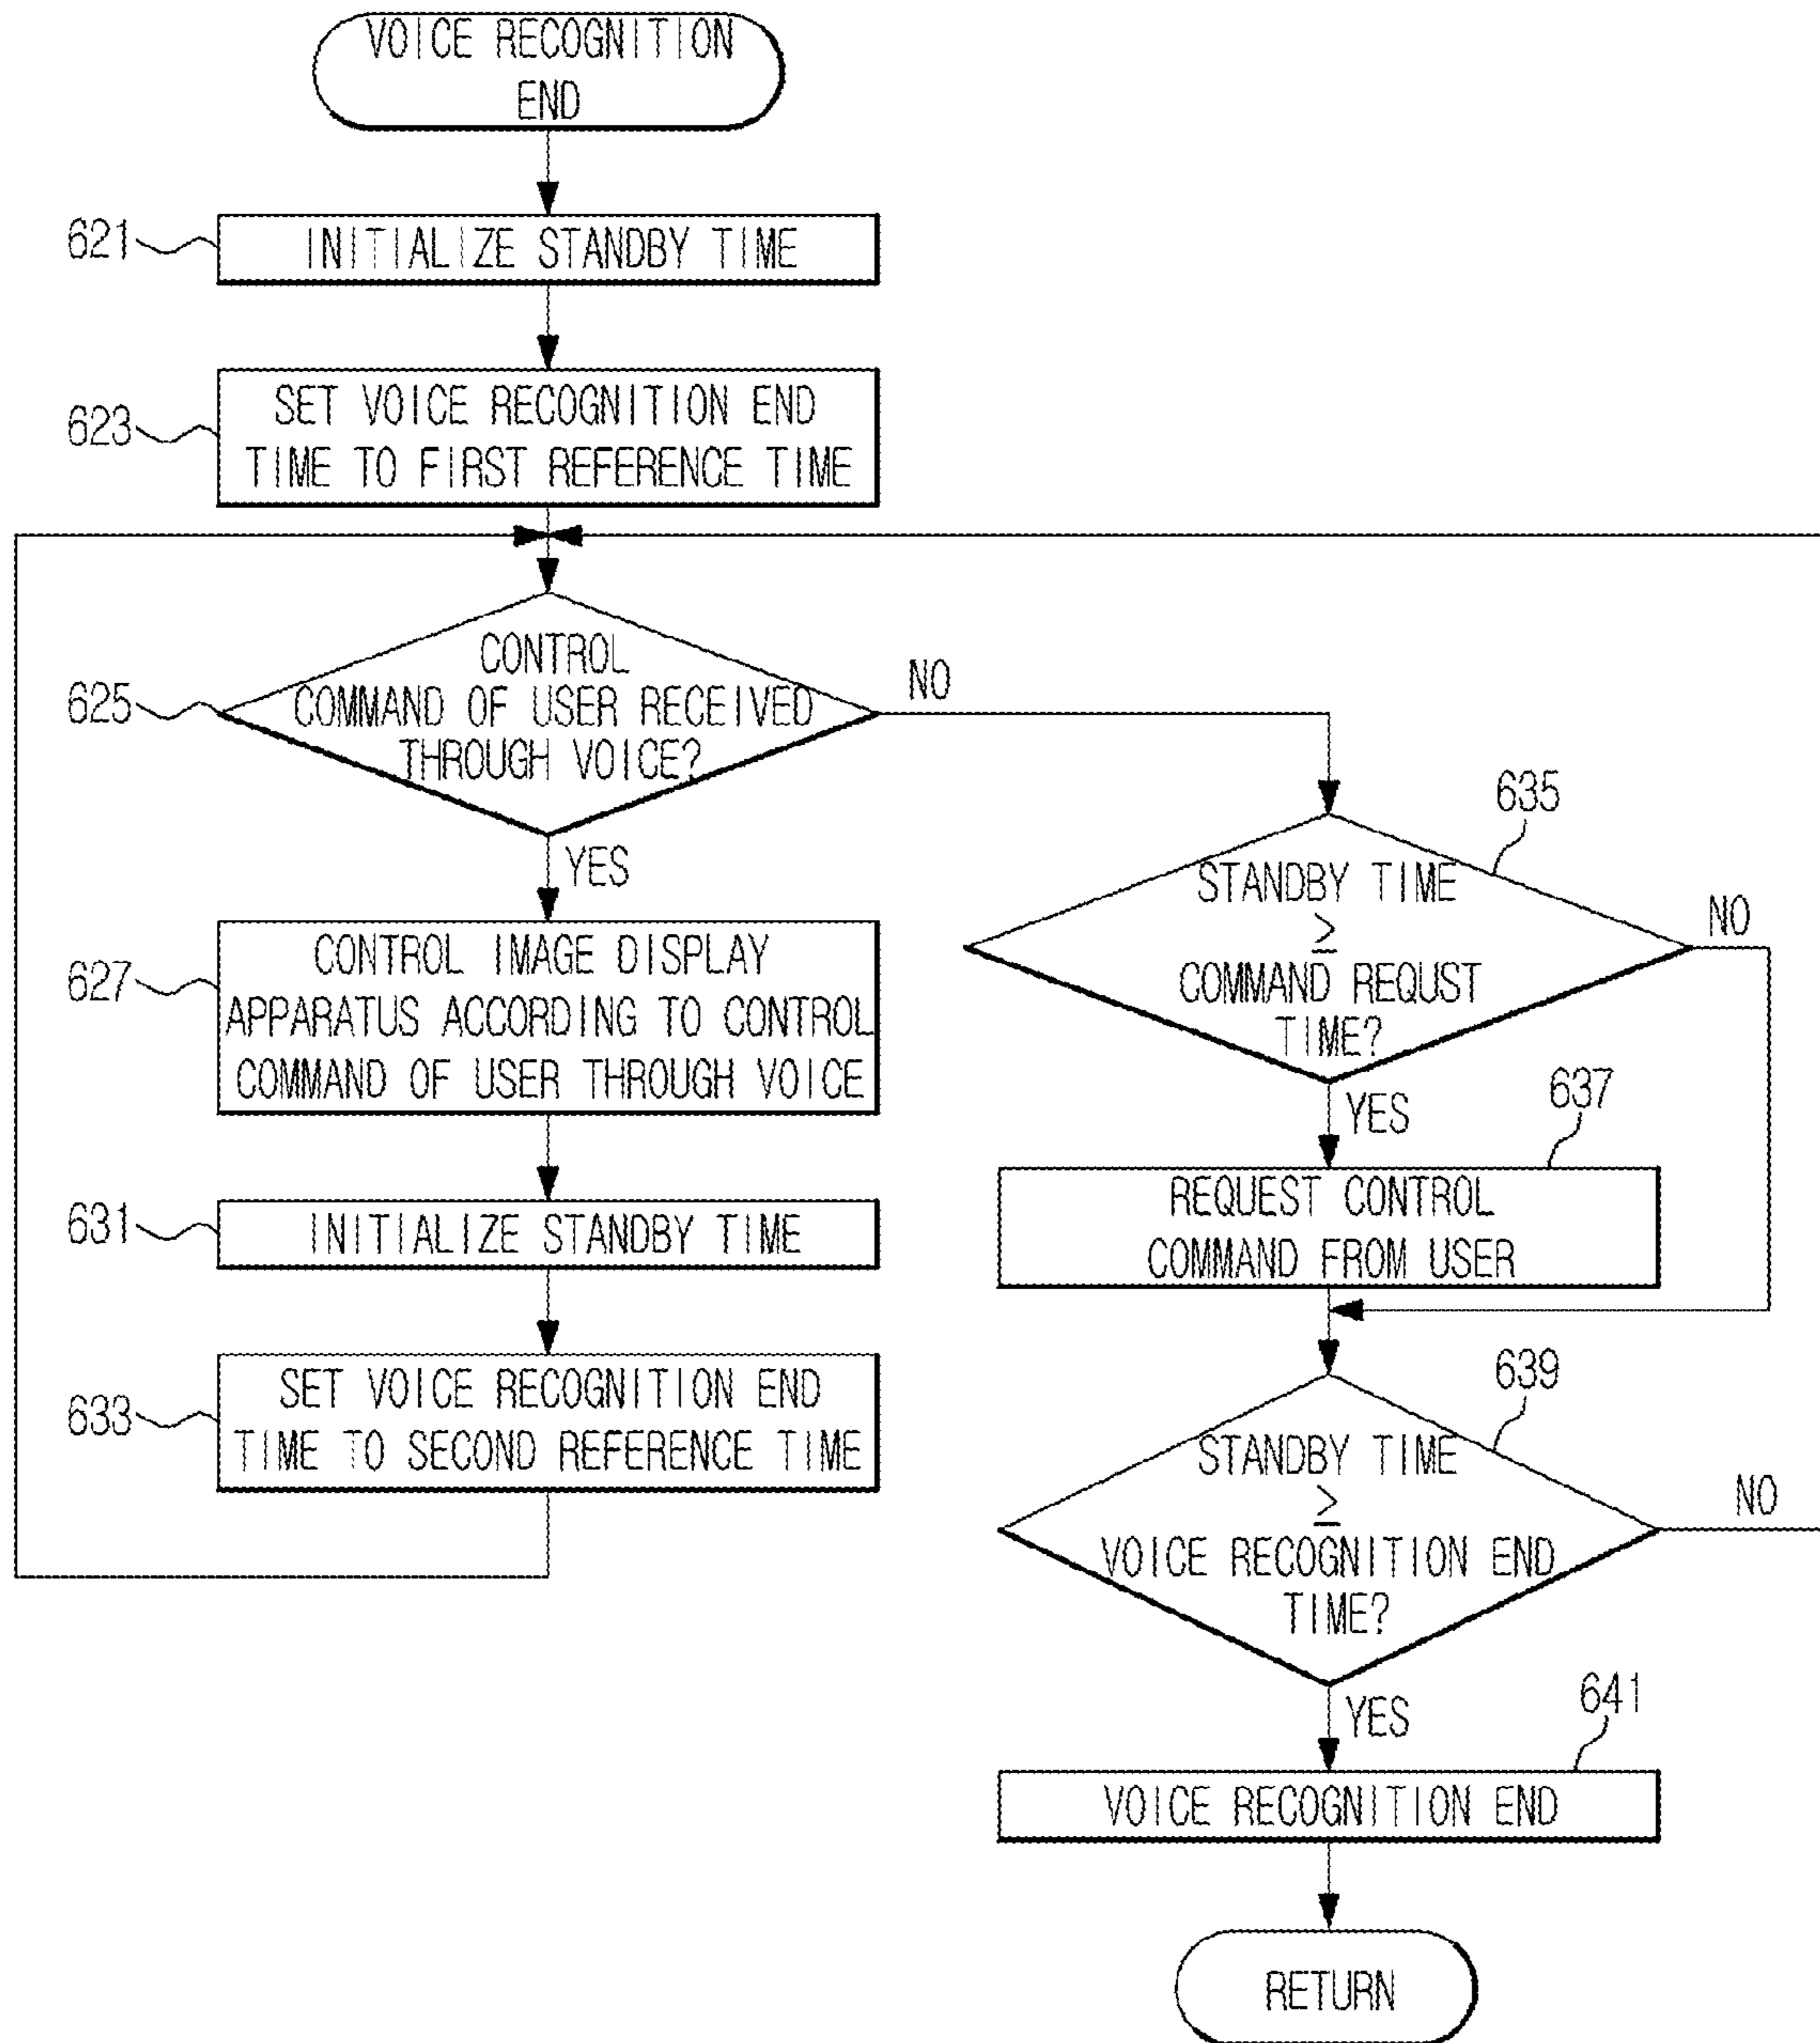 VOICE RECOGNITION
END
621
INITIALIZE STANDBY TIME
623
SET VOICE RECOGNITION END
TIME TO FIRST REFERENCE TIME
625
CONTROL
COMMAND OF USER RECEIVED
THROUGH VOICE?
NO
YES
627
CONTROL IMAGE DISPLAY
APPARATUS ACCORDING TO CONTROL
COMMAND OF USER THROUGH VOICE
631
INITIALIZE STANDBY TIME
633
SET VOICE RECOGNITION END
TIME TO SECOND REFERENCE TIME
635
STANDBY TIME
≥
COMMAND REQUST
TIME?
NO
YES
637
REQUEST CONTROL
COMMAND FROM USER
639
STANDBY TIME
≥
VOICE RECOGNITION END
TIME?
NO
YES
641
VOICE RECOGNITION END
RETURN